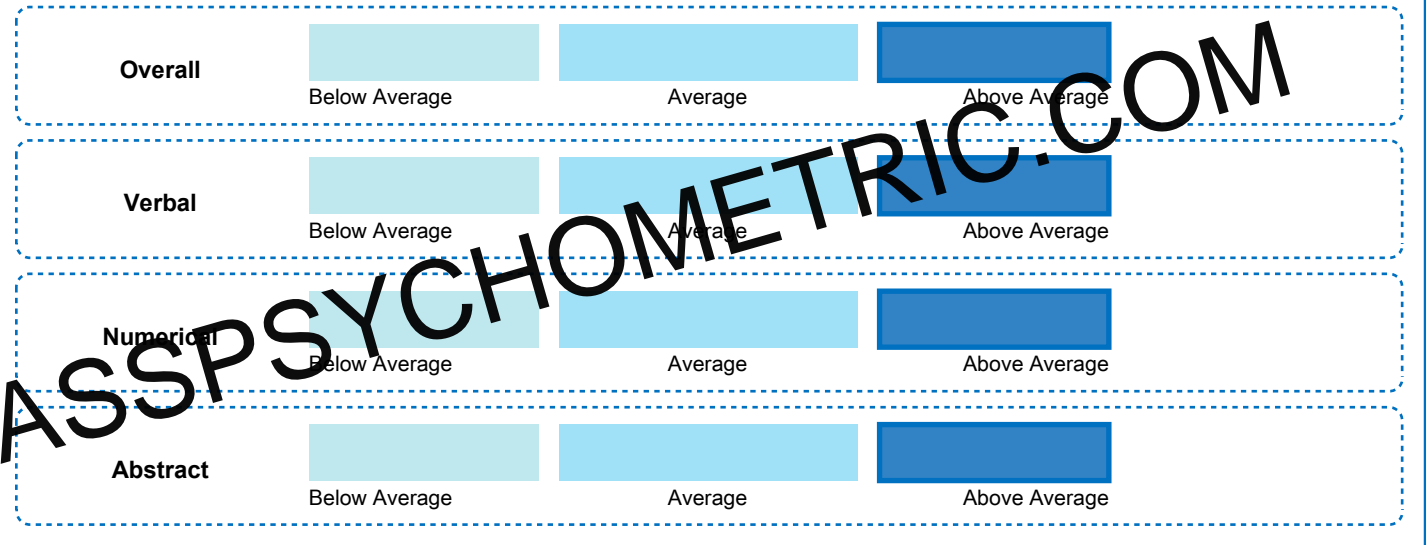 Overall
Below Average Average Above Average
Verbal
Below Average Average Above Average
Numerical
Below Average Average Above Average
Abstract
Below Average Average Above Average
ASSPSYCHOMETRIC.COM